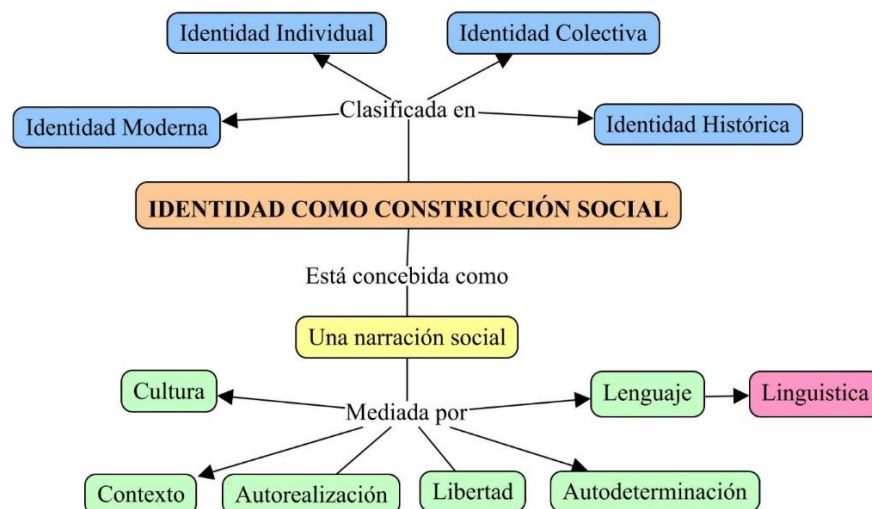 Identidad Individual
Identidad Colectiva
Identidad Moderna
Clasificada en
Identidad Histórica
IDENTIDAD COMO CONSTRUCCIÓN SOCIAL
Está concebida como
Una narración social
Cultura
Mediada por
Lenguaje
Linguistica
Contexto
Autorealización
Libertad
Autodeterminación